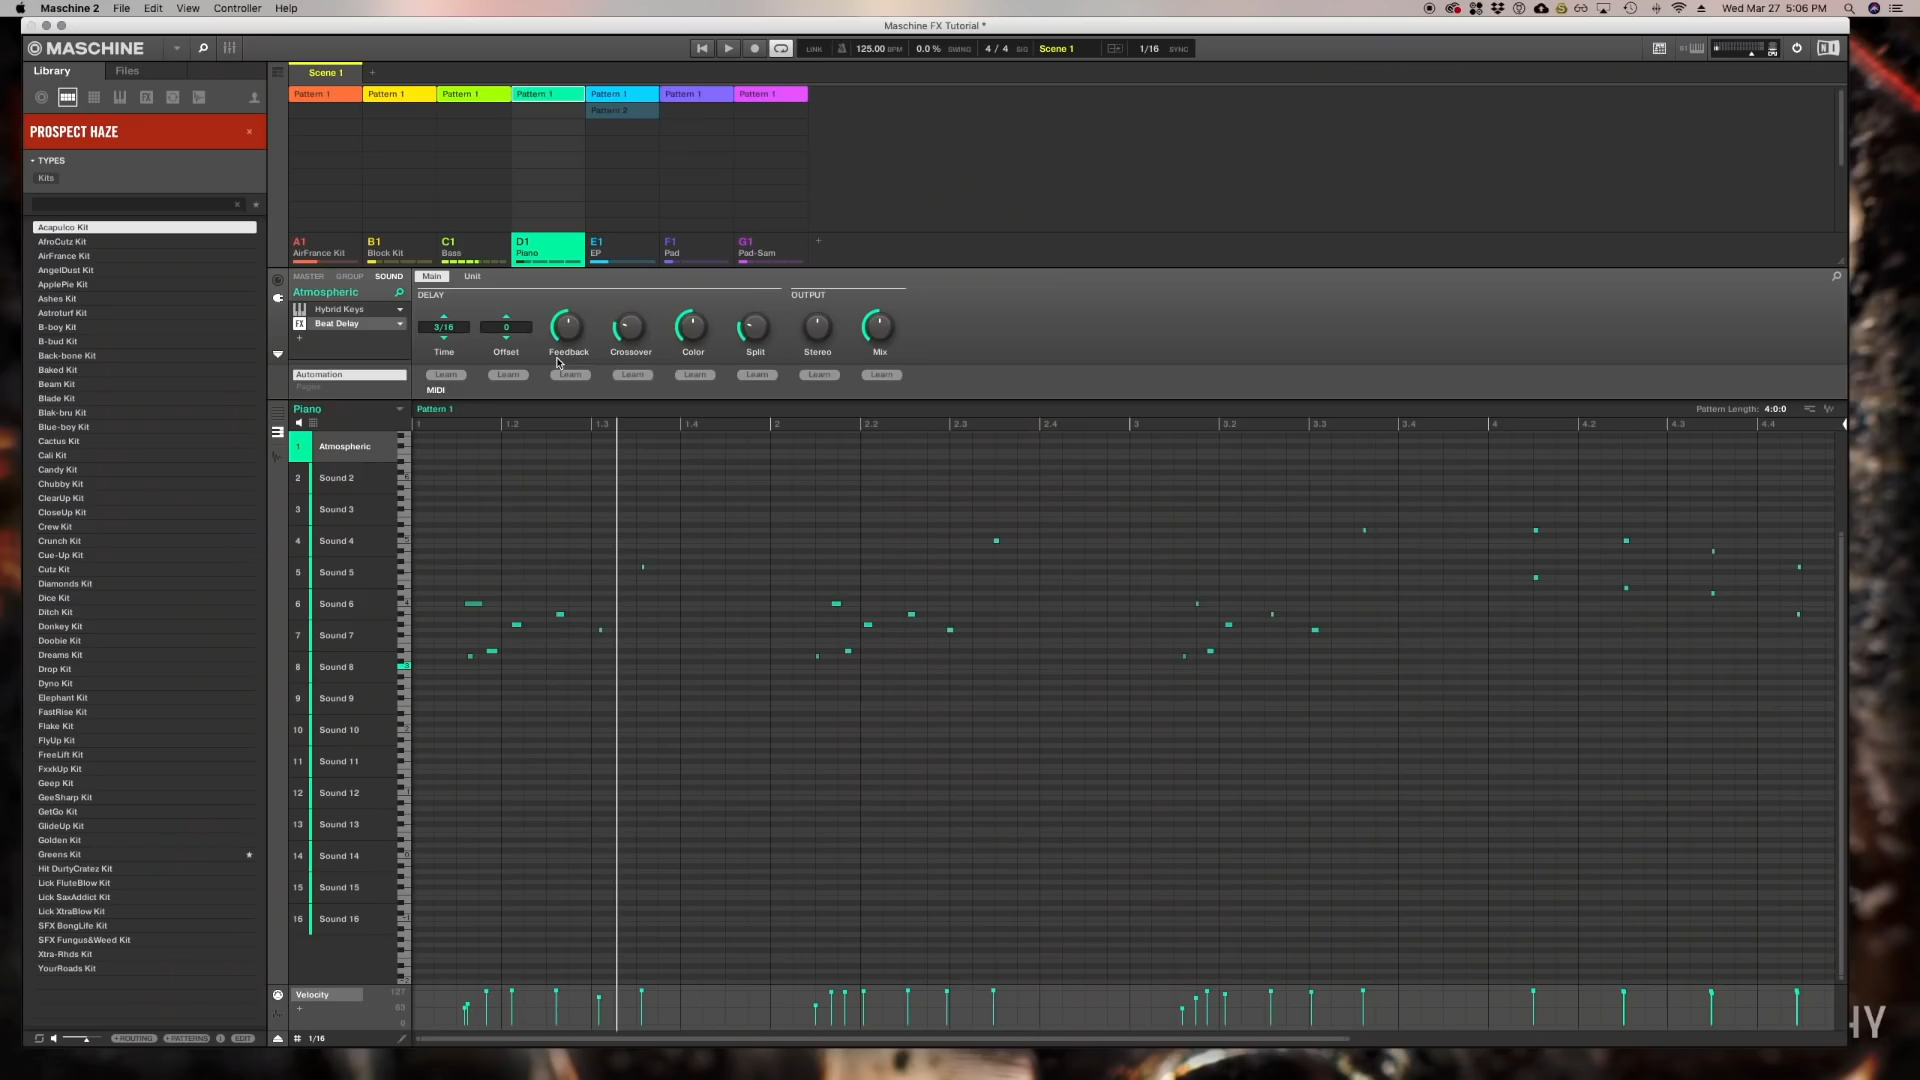 Maschine 2 File Edit View Controller Help
Wed Mar 27 5:06 PM
Maschine FX Tutorial *
MASCHINE
LINK 125.00 BPM 0.0% SWING 4 / 4 SIG Scene 1 1/16 SYNC
Library Files
Scene 1 +
Pattern 1 Pattern 1 Pattern 1 Pattern 1 Pattern 1 Pattern 1 Pattern 1
Pattern 2
PROSPECT HAZE
TYPES
Kits
A1 B1 C1 D1 E1 F1 G1
AirFrance Kit Block Kit Bass Piano EP Pad Pad-Sam
Acapulco Kit
AfroCutz Kit
AirFrance Kit
AngelDust Kit
ApplePie Kit
Ashes Kit
Astroturf Kit
B-boy Kit
B-bud Kit
Back-bone Kit
Baked Kit
Beam Kit
Blade Kit
Blak-bru Kit
Blue-boy Kit
Cactus Kit
Cali Kit
Candy Kit
Chubby Kit
ClearUp Kit
CloseUp Kit
Crew Kit
Crunch Kit
Cue-Up Kit
Cutz Kit
Diamonds Kit
Dice Kit
Ditch Kit
Donkey Kit
Doobie Kit
Dreams Kit
Drop Kit
Dyno Kit
Elephant Kit
FastRise Kit
Flake Kit
FlyUp Kit
FreeLift Kit
FxxkUp Kit
Geep Kit
GeeSharp Kit
GetGo Kit
GlideUp Kit
Golden Kit
Greens Kit
Hit DurtyCratez Kit
Lick FluteBlow Kit
Lick SaxAddict Kit
Lick XtraBlow Kit
SFX BongLife Kit
SFX Fungus&Weed Kit
Xtra-Rhds Kit
YourRoads Kit
+ROUTING +PATTERNS i EDIT
MASTER GROUP SOUND Main Unit
Atmospheric
Hybrid Keys
FX Beat Delay
+
DELAY OUTPUT
3/16 0
Time Offset Feedback Crossover Color Split Stereo Mix
Automation
Pages
Learn Learn Learn Learn Learn Learn Learn Learn
MIDI
Piano Pattern 1 Pattern Length: 4:0:0
1 1.2 1.3 1.4 2 2.2 2.3 2.4 3 3.2 3.3 3.4 4 4.2 4.3 4.4
1 Atmospheric
2 Sound 2
3 Sound 3
4 Sound 4
5 Sound 5
6 Sound 6
7 Sound 7
8 Sound 8
9 Sound 9
10 Sound 10
11 Sound 11
12 Sound 12
13 Sound 13
14 Sound 14
15 Sound 15
16 Sound 16
Velocity 127
+ 63
0
# 1/16
HY